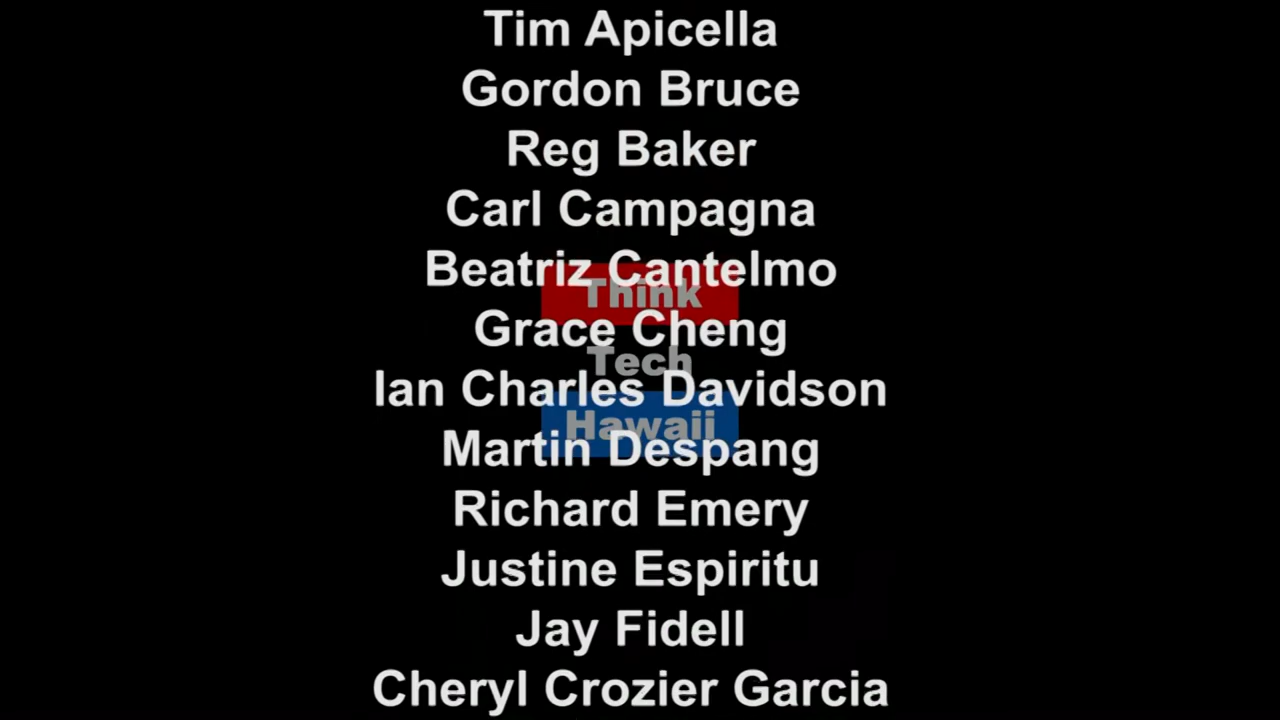 Tim Apicella
Gordon Bruce
Reg Baker
Carl Campagna
Beatriz Cantelmo
Think
Grace Cheng
Tech
Ian Charles Davidson
Hawaii
Martin Despang
Richard Emery
Justine Espiritu
Jay Fidell
Cheryl Crozier Garcia